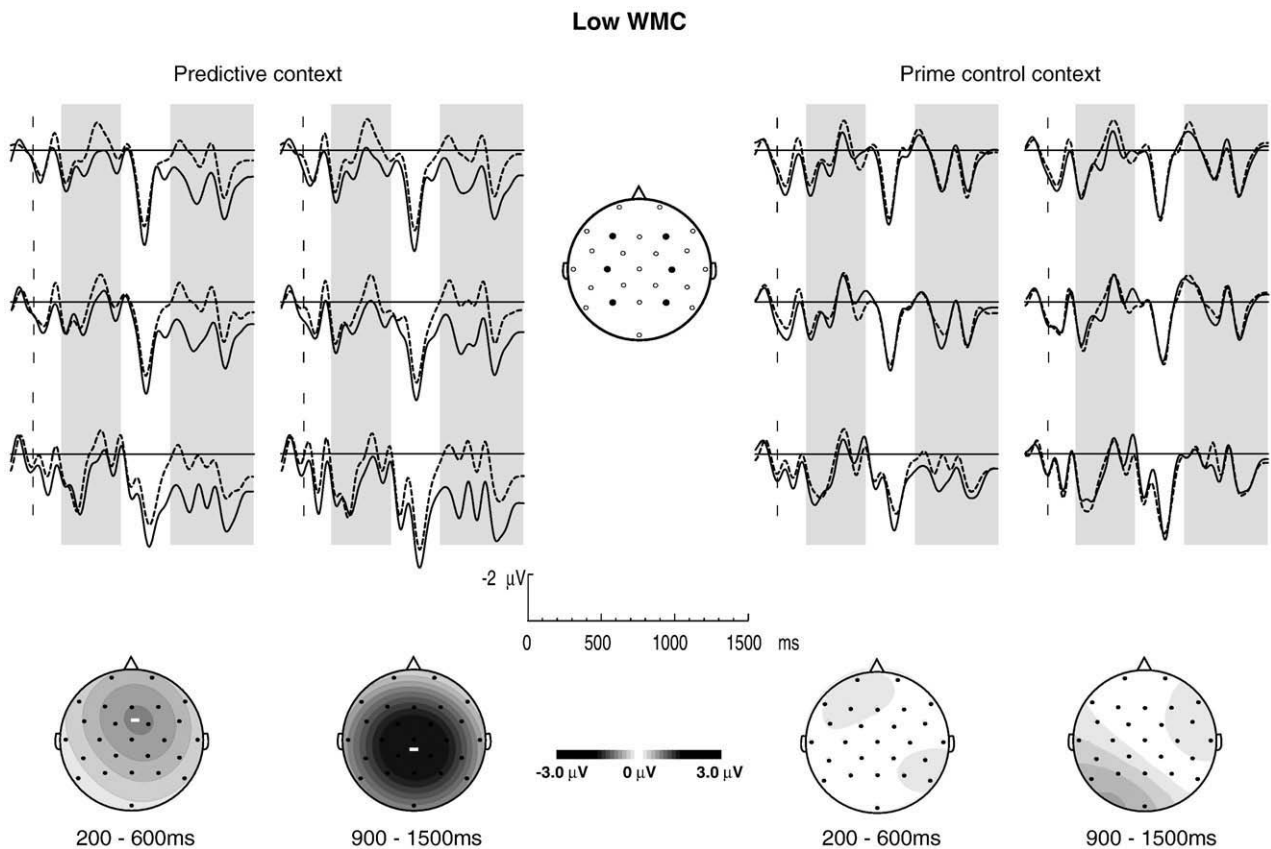 Low WMC
Predictive context
Prime control context
-2 μV
0 500 1000 1500 ms
-3.0 μV 0 μV 3.0 μV
200 - 600ms
900 - 1500ms
200 - 600ms
900 - 1500ms